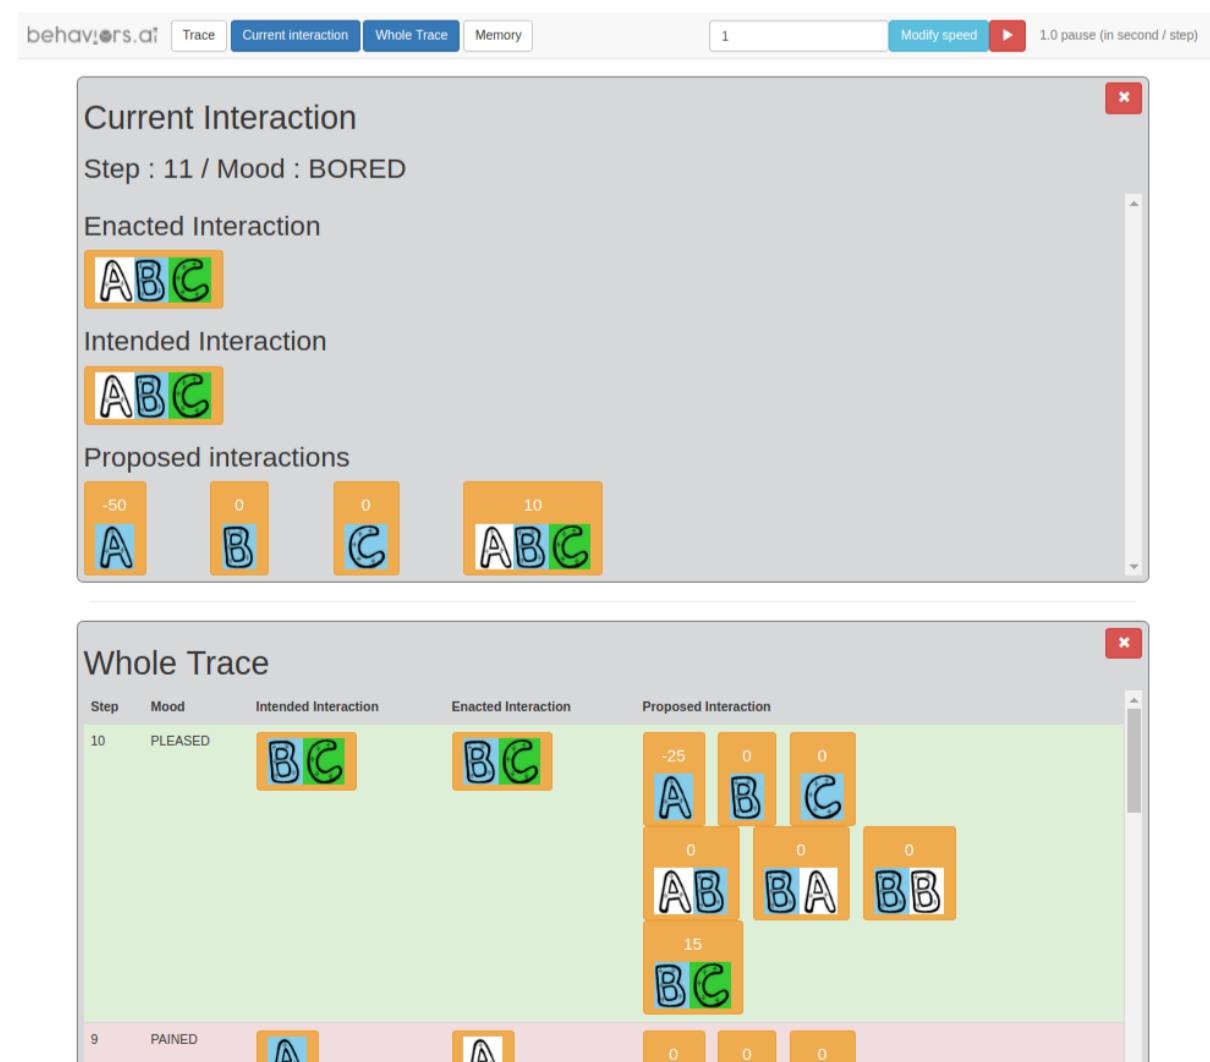 behaviors.ai Trace Current interaction Whole Trace Memory 1 Modify speed 1.0 pause (in second / step)
Current Interaction
Step : 11 / Mood : BORED
Enacted Interaction
ABC
Intended Interaction
ABC
Proposed interactions
-50 0 0 10
A B C ABC
Whole Trace
Step Mood Intended Interaction Enacted Interaction Proposed Interaction
10 PLEASED BC BC -25 0 0
A B C
0 0 0
AB BA BB
15
BC
9 PAINED A A 0 0 0